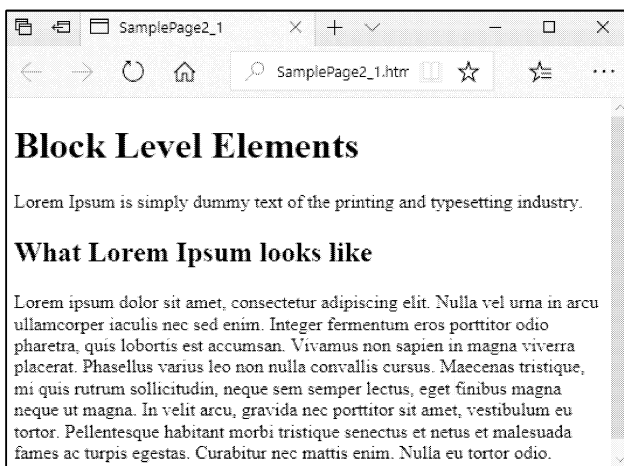 SamplePage2_1
SamplePage2_1.htm
Block Level Elements
Lorem Ipsum is simply dummy text of the printing and typesetting industry.
What Lorem Ipsum looks like
Lorem ipsum dolor sit amet, consectetur adipiscing elit. Nulla vel urna in arcu
ullamcorper iaculis nec sed enim. Integer fermentum eros porttitor odio
pharetra, quis lobortis est accumsan. Vivamus non sapien in magna viverra
placerat. Phasellus varius leo non nulla convallis cursus. Maecenas tristique,
mi quis rutrum sollicitudin, neque sem semper lectus, eget finibus magna
neque ut magna. In velit arcu, gravida nec porttitor sit amet, vestibulum eu
tortor. Pellentesque habitant morbi tristique senectus et netus et malesuada
fames ac turpis egestas. Curabitur nec mattis enim. Nulla eu tortor odio.